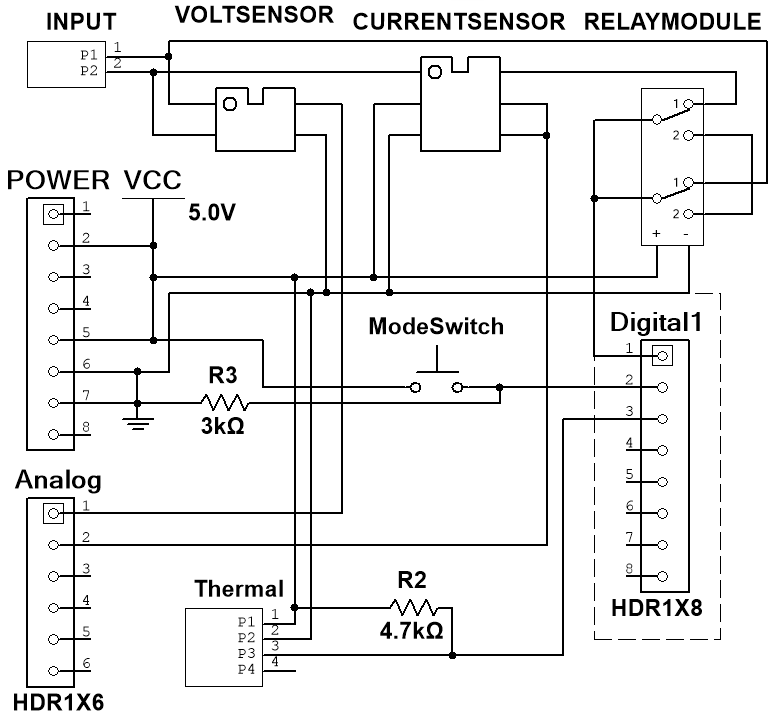 INPUT VOLTSENSOR CURRENTSENSOR RELAYMODULE
P1 1
P2 2
1
2
1
2
+ -
POWER VCC
5.0V
1
2
3
4
5
6
7
8
R3
3kΩ
ModeSwitch
Digital1
1
2
3
4
5
6
7
8
HDR1X8
Analog
1
2
3
4
5
6
HDR1X6
Thermal
P1 1
P2 2
P3 3
P4 4
R2
4.7kΩ